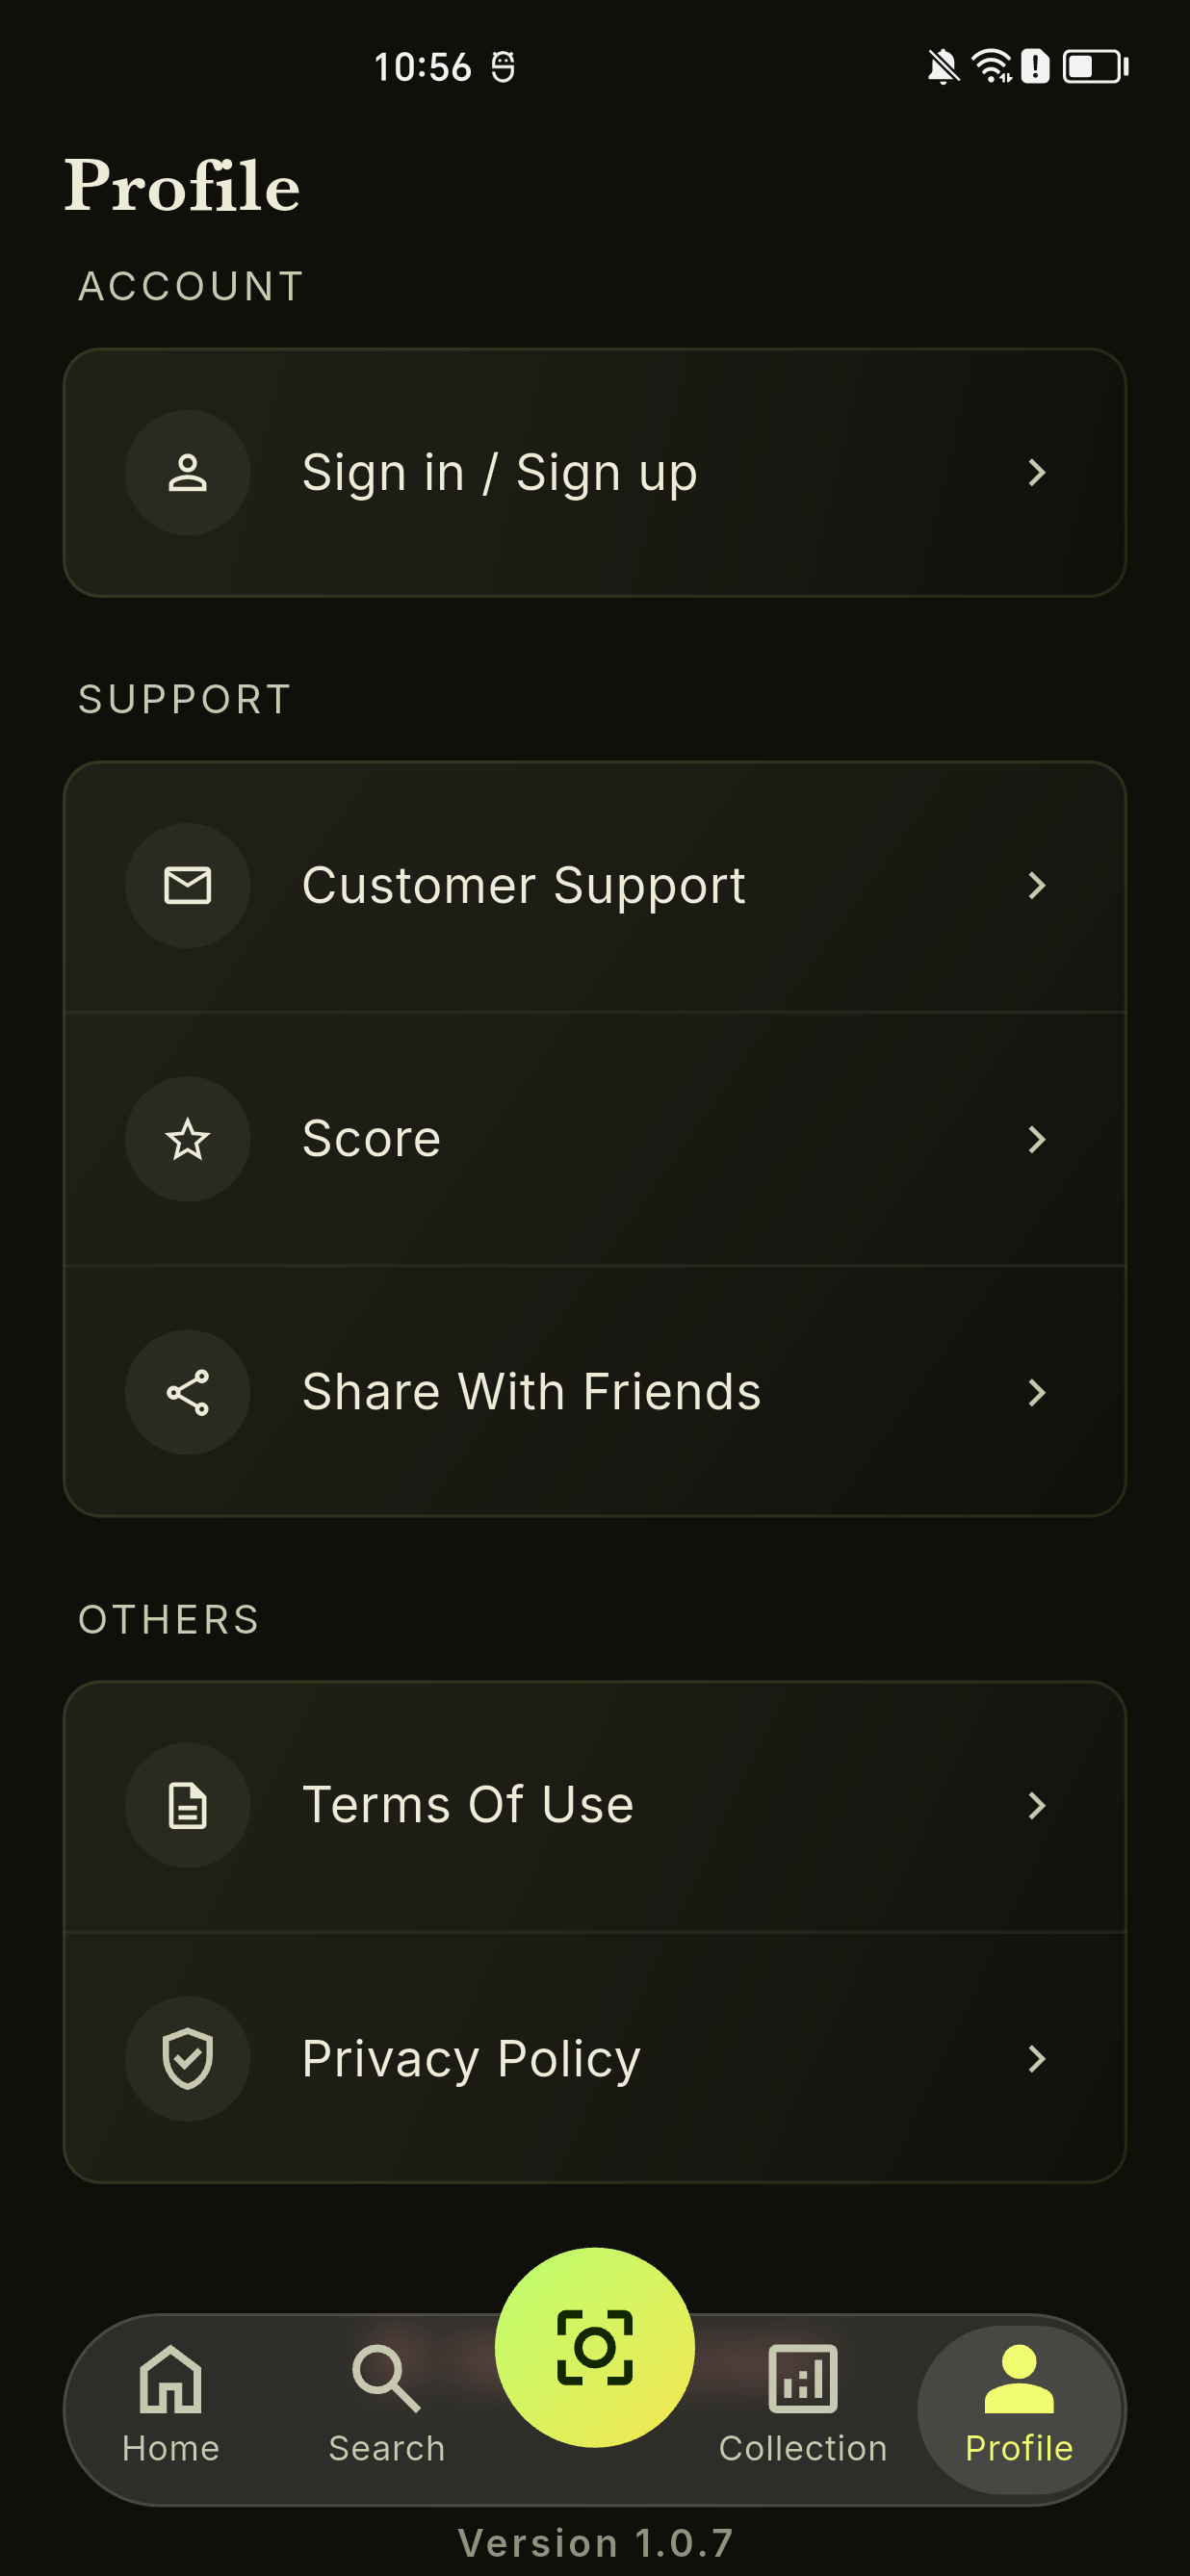 10:56
Profile
ACCOUNT
Sign in / Sign up
SUPPORT
Customer Support
Score
Share With Friends
OTHERS
Terms Of Use
Privacy Policy
Home
Search
Collection
Profile
Version 1.0.7